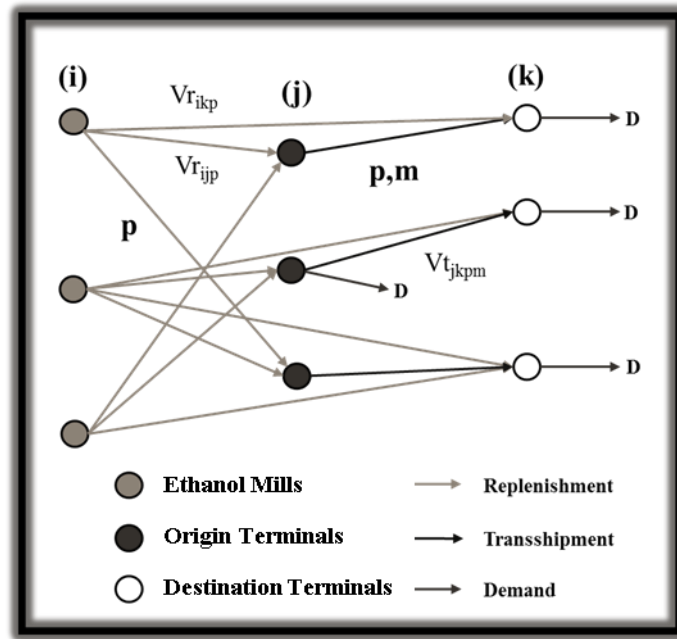 (i) (j) (k)
Vr_ikp
D
Vr_ijp
p,m
p
D
Vt_jkpm
D
D
Ethanol Mills
Replenishment
Origin Terminals
Transshipment
Destination Terminals
Demand